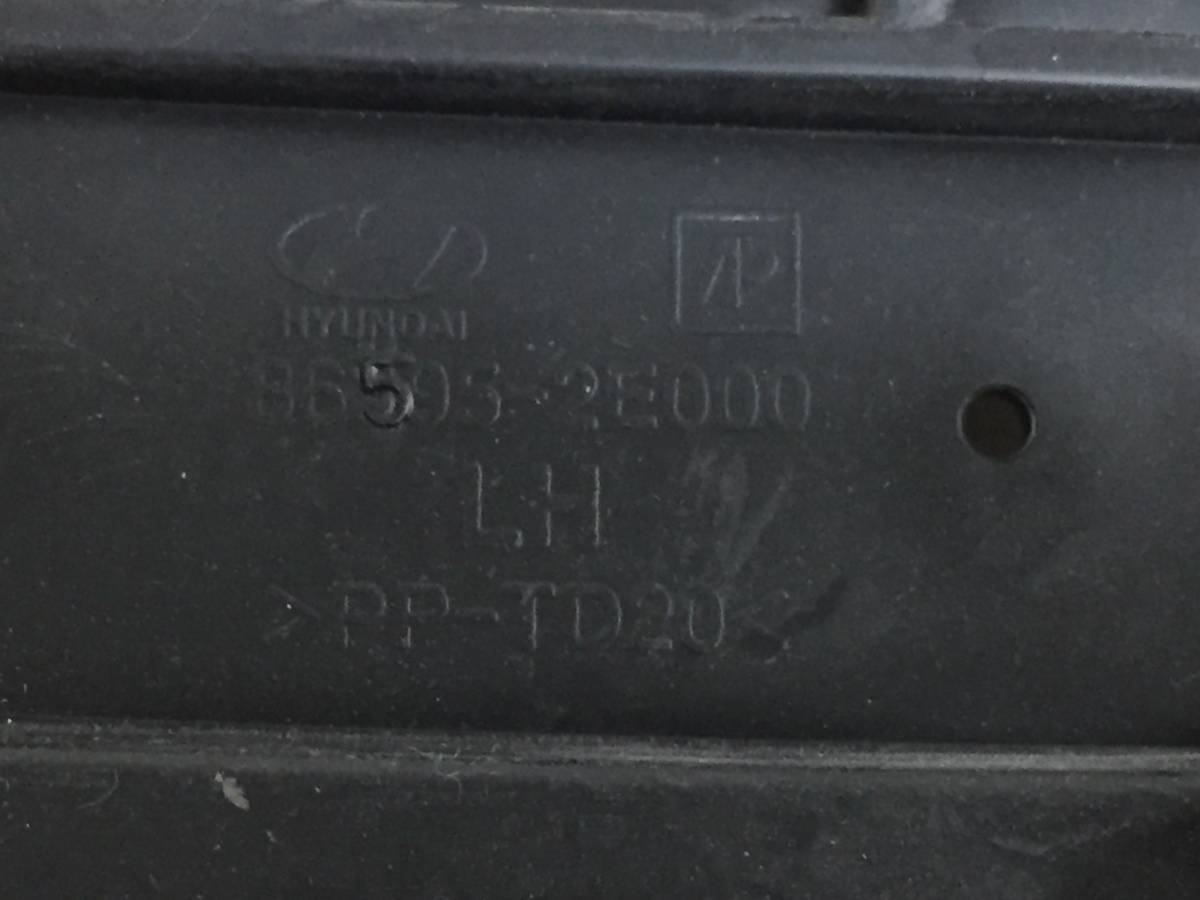 HYUNDAI
86595-2E000
LH
>PP-TD20<